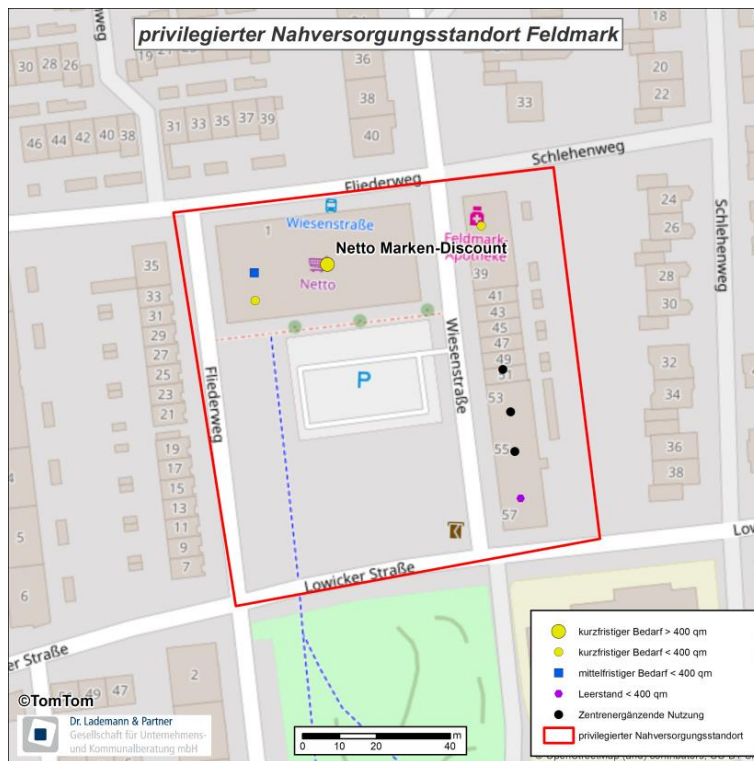 privilegierter Nahversorgungsstandort Feldmark
19
30 28 26
36
38
40
46 44 42 40 38
31 33 35 37 39
33
18
20
22
Schlehenweg
Fliederweg
Wiesenstraße
1
Netto Marken-Discount
Netto
Feldmark-
Apotheke
39
41
43
45
47
49
51
53
55
57
35
33
31
29
27
25
23
21
19
17
15
13
11
9
7
Fliederweg
P
Wiesenstraße
Schlehenweg
24
26
28
30
32
34
36
38
6
Lowicker Straße
2
49 47
©TomTom
Dr. Lademann & Partner
Gesellschaft für Unternehmens-
und Kommunalberatung mbH
m
0 10 20 40
kurzfristiger Bedarf > 400 qm
kurzfristiger Bedarf < 400 qm
mittelfristiger Bedarf < 400 qm
Leerstand < 400 qm
Zentrenergänzende Nutzung
privilegierter Nahversorgungsstandort